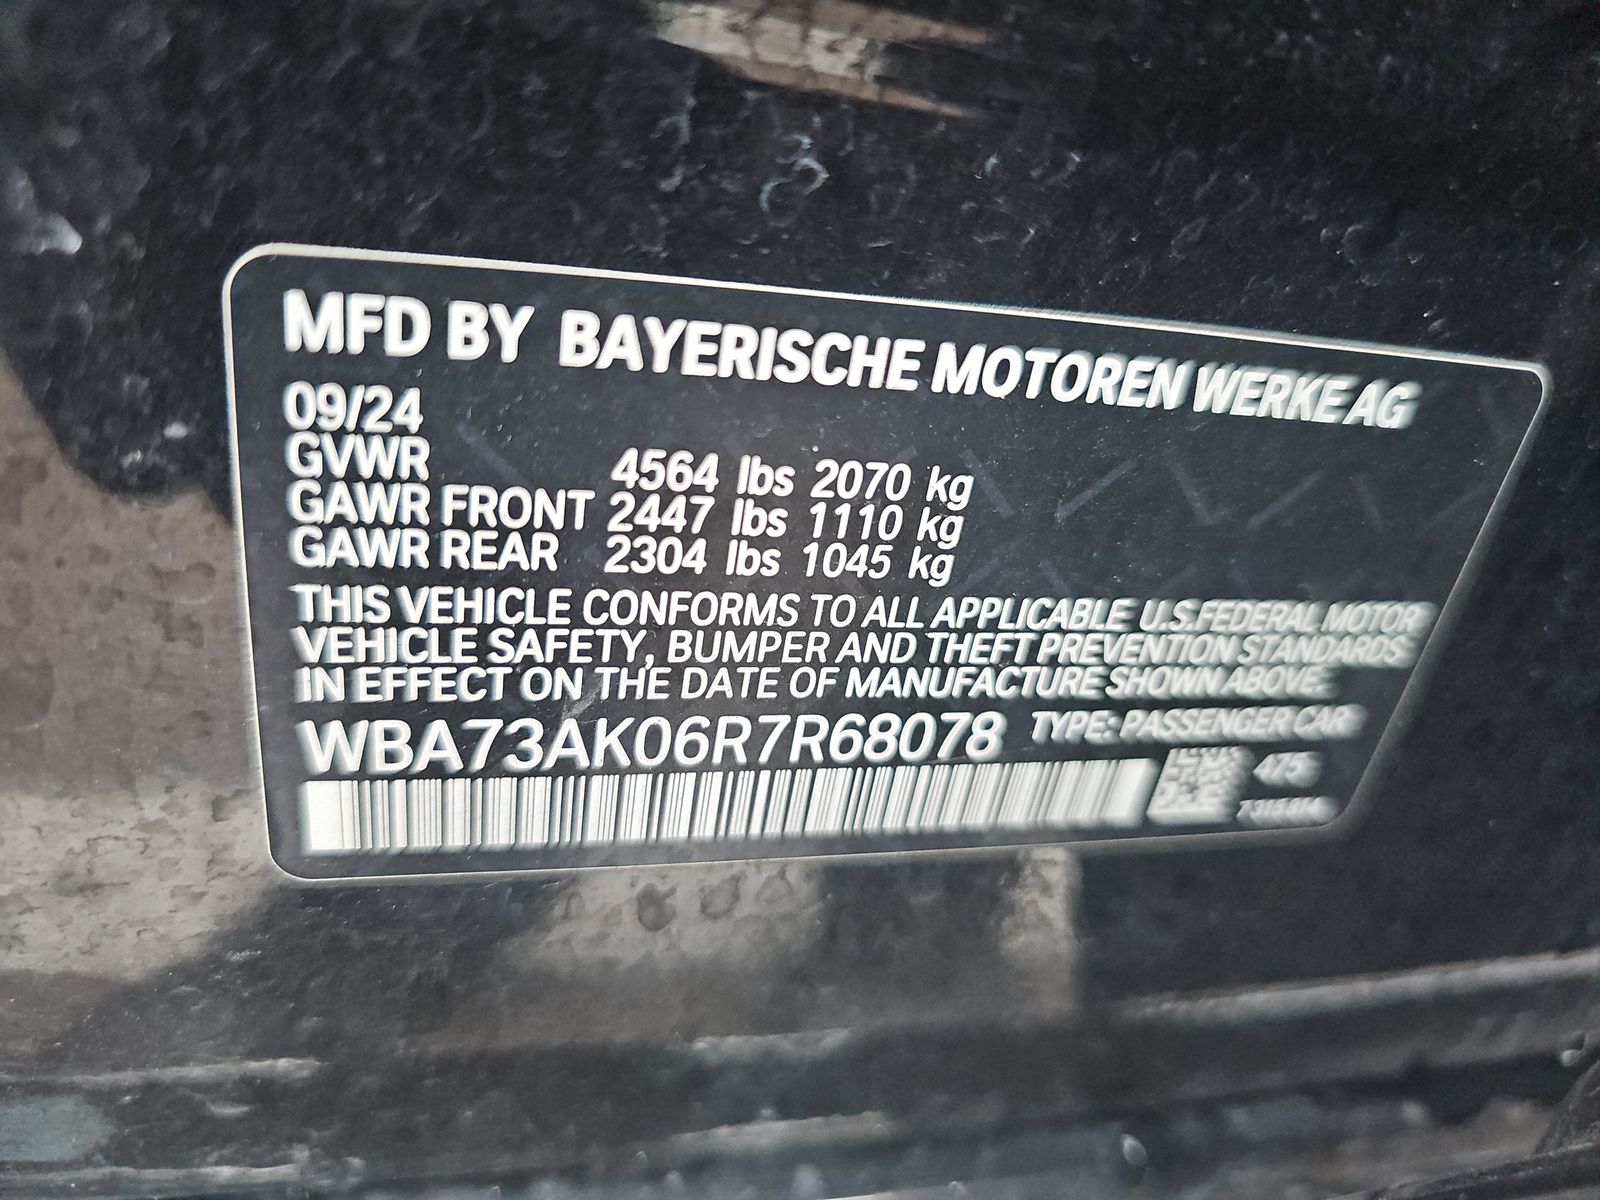 MFD BY BAYERISCHE MOTOREN WERKE AG
09/24
GVWR 4564 lbs 2070 kg
GAWR FRONT 2447 lbs 1110 kg
GAWR REAR 2304 lbs 1045 kg
THIS VEHICLE CONFORMS TO ALL APPLICABLE U.S.FEDERAL MOTOR
VEHICLE SAFETY, BUMPER AND THEFT PREVENTION STANDARDS
IN EFFECT ON THE DATE OF MANUFACTURE SHOWN ABOVE.
WBA73AK06R7R68078 TYPE: PASSENGER CAR
475